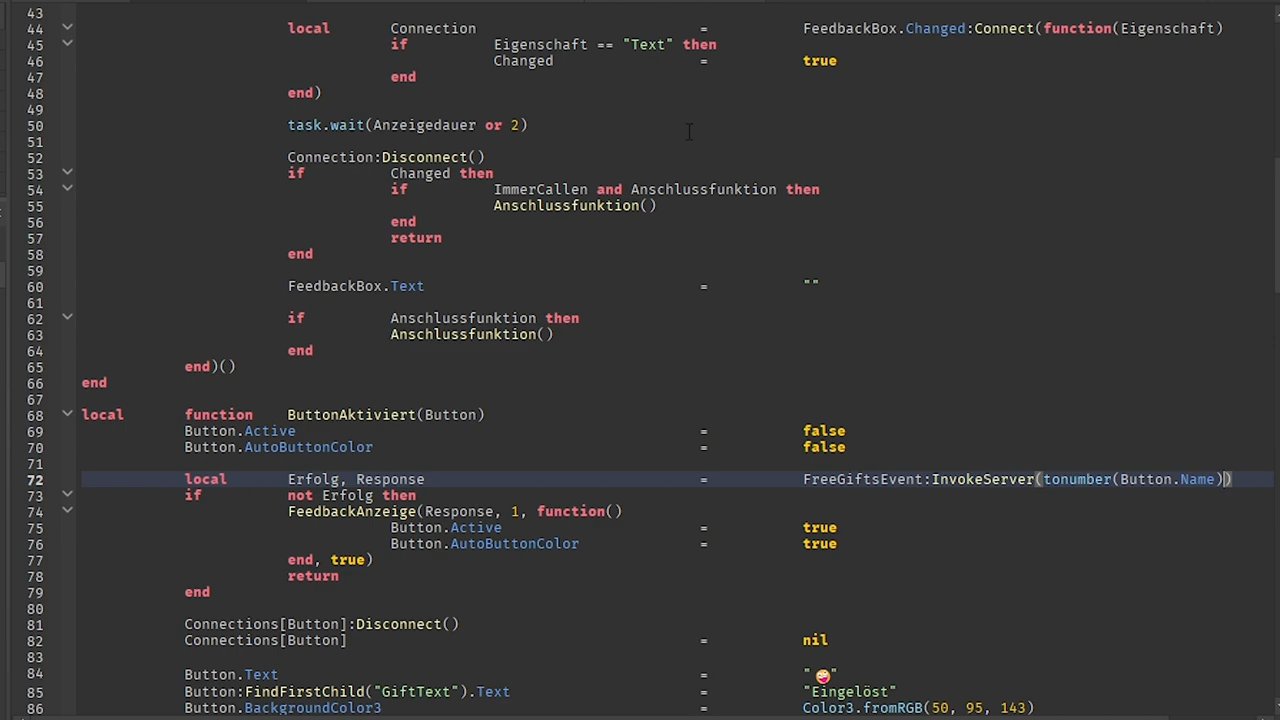 43
44 local Connection = FeedbackBox.Changed:Connect(function(Eigenschaft)
45 if Eigenschaft == "Text" then
46 Changed = true
47 end
48 end)
49
50 task.wait(Anzeigedauer or 2)
51
52 Connection:Disconnect()
53 if Changed then
54 if ImmerCallen and Anschlussfunktion then
55 Anschlussfunktion()
56 end
57 return
58 end
59
60 FeedbackBox.Text = ""
61
62 if Anschlussfunktion then
63 Anschlussfunktion()
64 end
65 end)()
66 end
67
68 local function ButtonAktiviert(Button)
69 Button.Active = false
70 Button.AutoButtonColor = false
71
72 local Erfolg, Response = FreeGiftsEvent:InvokeServer(tonumber(Button.Name))
73 if not Erfolg then
74 FeedbackAnzeige(Response, 1, function()
75 Button.Active = true
76 Button.AutoButtonColor = true
77 end, true)
78 return
79 end
80
81 Connections[Button]:Disconnect()
82 Connections[Button] = nil
83
84 Button.Text = "🤪"
85 Button:FindFirstChild("GiftText").Text = "Eingelöst"
86 Button.BackgroundColor3 = Color3.fromRGB(50, 95, 143)